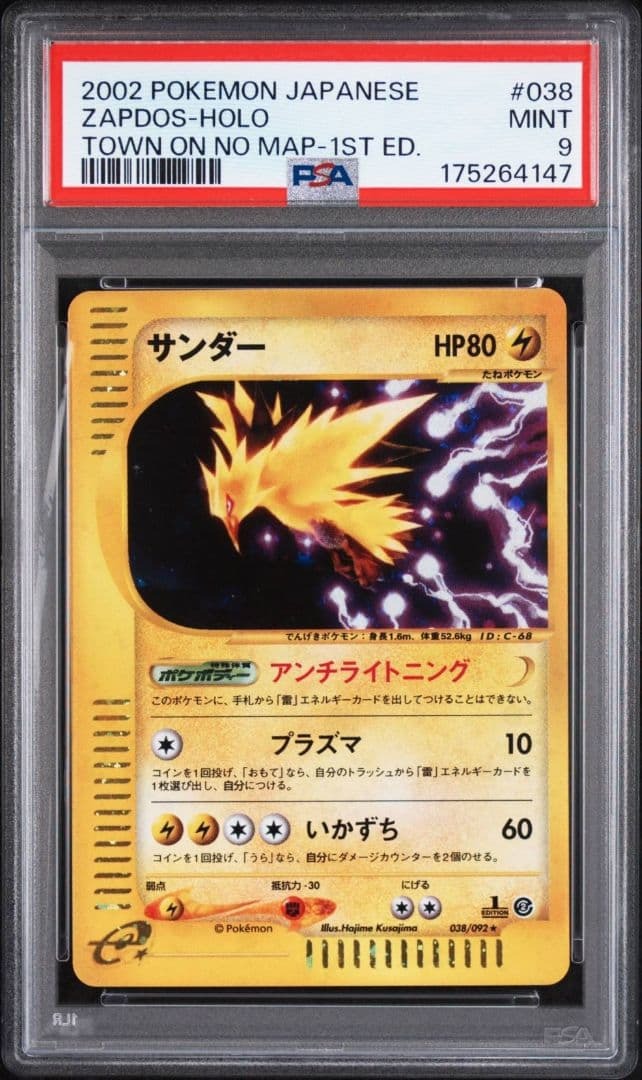 2002 POKEMON JAPANESE #038
ZAPDOS-HOLO MINT
TOWN ON NO MAP-1ST ED. 9
PSA 175264147
サンダー HP80
たねポケモン
でんげきポケモン：身長1.6m、体重52.6kg ID:C-68
特殊体質
ポケボディー アンチライトニング
このポケモンに、手札から「雷」エネルギーカードを出してつけることはできない。
プラズマ 10
コインを1回投げ、「おもて」なら、自分のトラッシュから「雷」エネルギーカードを
1枚選び出し、自分につける。
いかずち 60
コインを1回投げ、「うら」なら、自分にダメージカウンターを2個のせる。
弱点 抵抗力-30 にげる
© Pokémon Illus.Hajime Kusajima 038/092★
1
EDITION
e
PSA